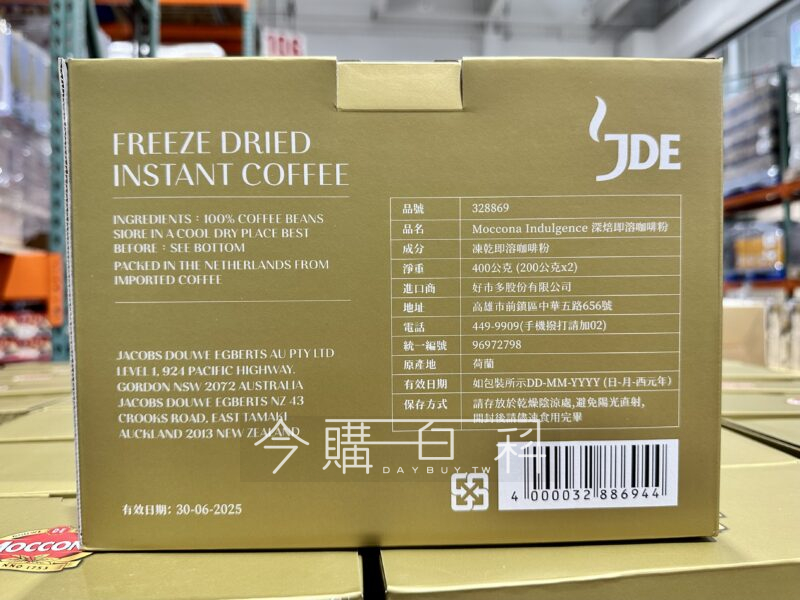 JDE
FREEZE DRIED
INSTANT COFFEE
INGREDIENTS：100% COFFEE BEANS
STORE IN A COOL DRY PLACE BEST
BEFORE：SEE BOTTOM
PACKED IN THE NETHERLANDS FROM
IMPORTED COFFEE
JACOBS DOUWE EGBERTS AU PTY LTD
LEVEL 1, 924 PACIFIC HIGHWAY.
GORDON NSW 2072 AUSTRALIA
JACOBS DOUWE EGBERTS NZ 43
CROOKS ROAD, EAST TAMAKI
AUCKLAND 2013 NEW ZEALAND
有效日期: 30-06-2025
品號 328869
品名 Moccona Indulgence 深焙即溶咖啡粉
成分 凍乾即溶咖啡粉
淨重 400公克 (200公克x2)
進口商 好市多股份有限公司
地址 高雄市前鎮區中華五路656號
電話 449-9909(手機撥打請加02)
統一編號 96972798
原產地 荷蘭
有效日期 如包裝所示DD-MM-YYYY (日-月-西元年)
保存方式 請存放於乾燥陰涼處,避免陽光直射,
開封後請儘速食用完畢
今購百科
DAYBUY.TW
4 000032 886944
MOCCONA